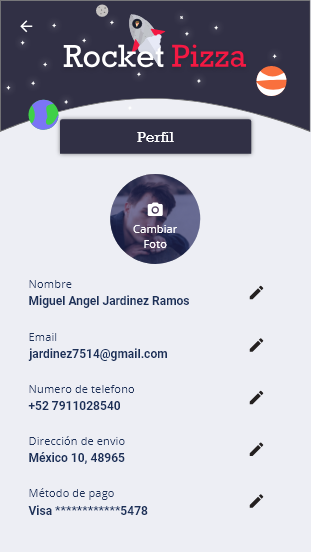 Rocket Pizza
Perfil
Cambiar
Foto
Nombre
Miguel Angel Jardinez Ramos
Email
jardinez7514@gmail.com
Numero de telefono
+52 7911028540
Dirección de envio
México 10, 48965
Método de pago
Visa ************5478